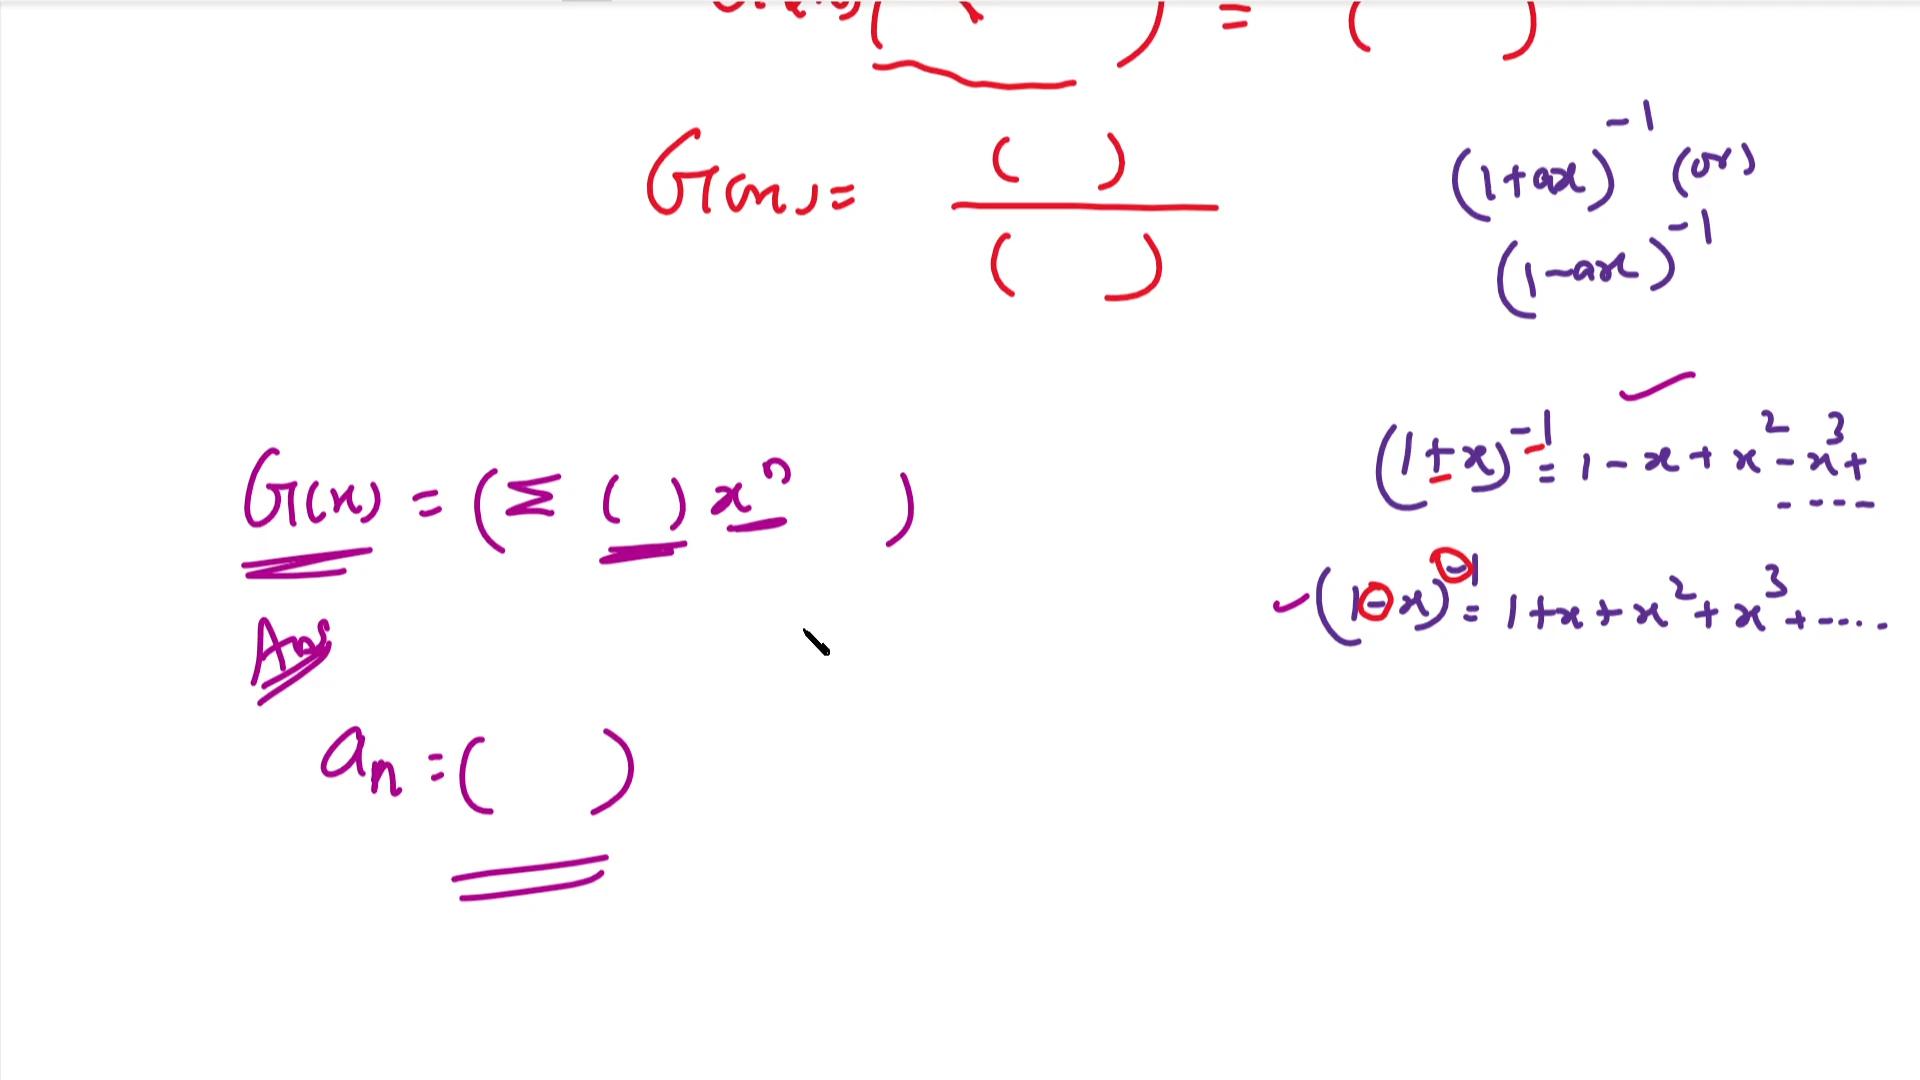 ( ) = ( )
G(x) = ( ) / ( )
(1+ax)^-1 (or)
(1-ax)^-1
G(x) = (Σ ( ) x^n )
(1+x)^-1 = 1 - x + x^2 - x^3 + ----
(1-x)^-1 = 1 + x + x^2 + x^3 + ----
Ans
a_n = ( )